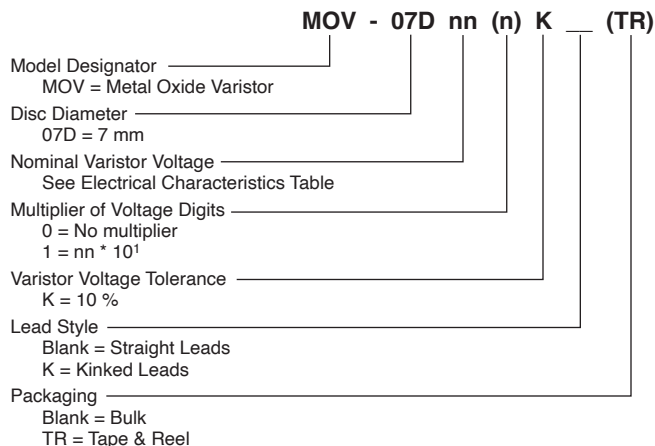 MOV - 07D nn (n) K __ (TR)
Model Designator
MOV = Metal Oxide Varistor
Disc Diameter
07D = 7 mm
Nominal Varistor Voltage
See Electrical Characteristics Table
Multiplier of Voltage Digits
0 = No multiplier
1 = nn * 10¹
Varistor Voltage Tolerance
K = 10 %
Lead Style
Blank = Straight Leads
K = Kinked Leads
Packaging
Blank = Bulk
TR = Tape & Reel